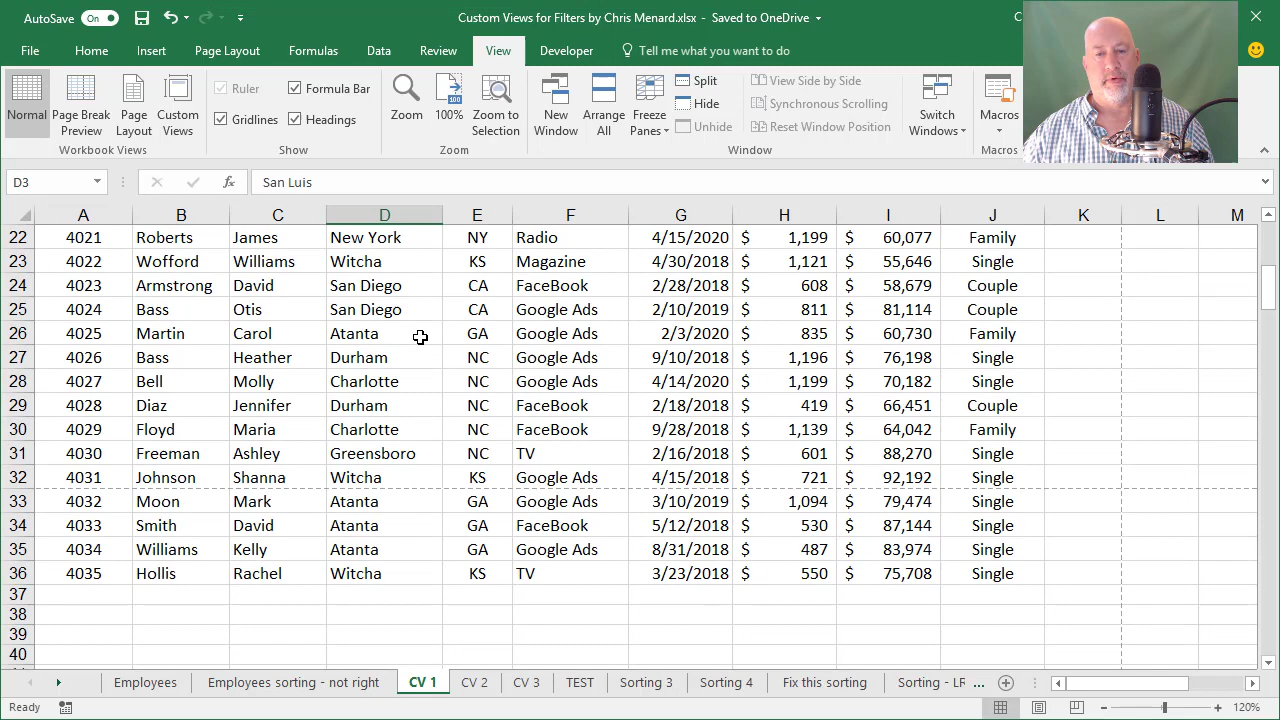 AutoSave On Custom Views for Filters by Chris Menard.xlsx - Saved to OneDrive
File Home Insert Page Layout Formulas Data Review View Developer Tell me what you want to do
Normal Page Break Preview Page Layout Custom Views
Workbook Views
Ruler Formula Bar
Gridlines Headings
Show
Zoom 100% Zoom to Selection
Zoom
New Window Arrange All Freeze Panes
Split
Hide
Unhide
View Side by Side
Synchronous Scrolling
Reset Window Position
Window
Switch Windows
Macros
Macros
D3 fx San Luis
A B C D E F G H I J K L M
22 4021 Roberts James New York NY Radio 4/15/2020 $ 1,199 $ 60,077 Family
23 4022 Wofford Williams Witcha KS Magazine 4/30/2018 $ 1,121 $ 55,646 Single
24 4023 Armstrong David San Diego CA FaceBook 2/28/2018 $ 608 $ 58,679 Couple
25 4024 Bass Otis San Diego CA Google Ads 2/10/2019 $ 811 $ 81,114 Couple
26 4025 Martin Carol Atanta GA Google Ads 2/3/2020 $ 835 $ 60,730 Family
27 4026 Bass Heather Durham NC Google Ads 9/10/2018 $ 1,196 $ 76,198 Single
28 4027 Bell Molly Charlotte NC Google Ads 4/14/2020 $ 1,199 $ 70,182 Single
29 4028 Diaz Jennifer Durham NC FaceBook 2/18/2018 $ 419 $ 66,451 Couple
30 4029 Floyd Maria Charlotte NC FaceBook 9/28/2018 $ 1,139 $ 64,042 Family
31 4030 Freeman Ashley Greensboro NC TV 2/16/2018 $ 601 $ 88,270 Single
32 4031 Johnson Shanna Witcha KS Google Ads 4/15/2018 $ 721 $ 92,192 Single
33 4032 Moon Mark Atanta GA Google Ads 3/10/2019 $ 1,094 $ 79,474 Single
34 4033 Smith David Atanta GA FaceBook 5/12/2018 $ 530 $ 87,144 Single
35 4034 Williams Kelly Atanta GA Google Ads 8/31/2018 $ 487 $ 83,974 Single
36 4035 Hollis Rachel Witcha KS TV 3/23/2018 $ 550 $ 75,708 Single
37
38
39
40
Employees Employees sorting - not right CV 1 CV 2 CV 3 TEST Sorting 3 Sorting 4 Fix this sorting Sorting - LR ...
Ready 120%